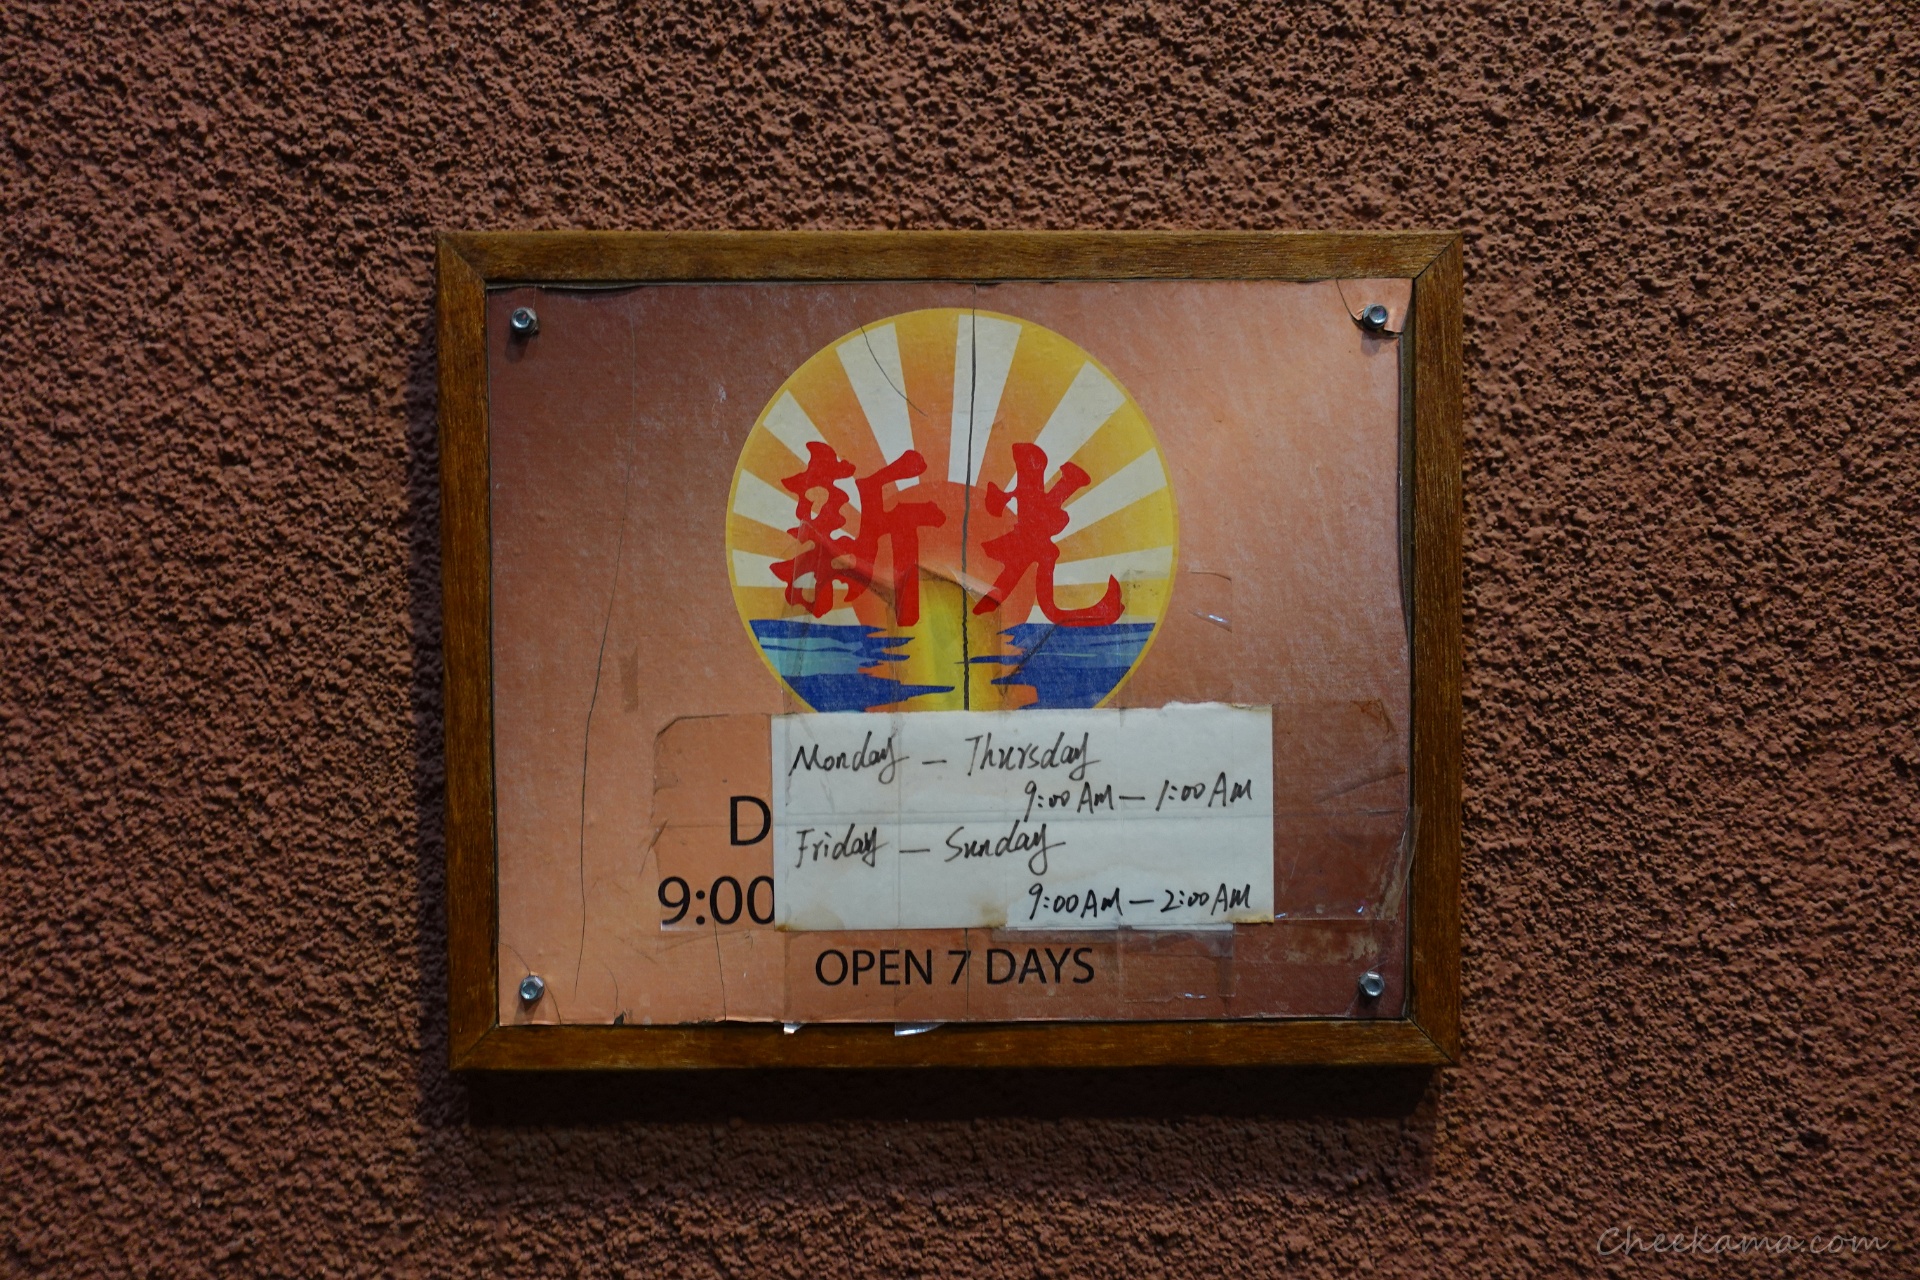 新光
Monday – Thursday
9:00 AM – 1:00 AM
Friday – Sunday
9:00 AM – 2:00 AM
9:00
OPEN 7 DAYS
Cheekama.com